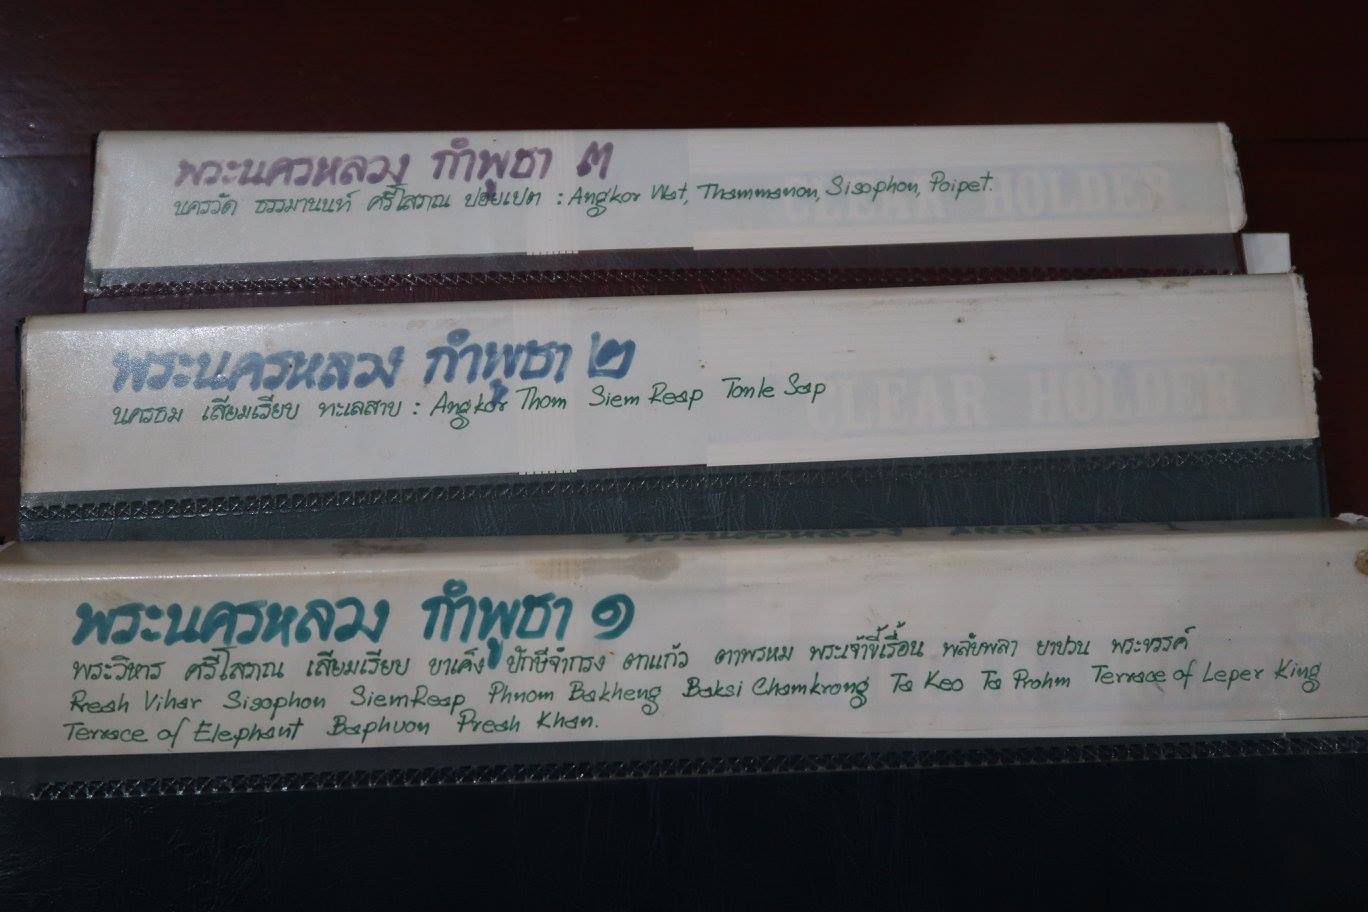 พระนครหลวง กำพูชา ๓
นครวัด ธรรมานนท์ ศรีโสภณ ปอยเปต : Angkor Wat, Thammanon, Sisophon, Poipet.
CLEAR HOLDER
พระนครหลวง กำพูชา ๒
นครธม เสียมเรียบ ทะเลสาบ : Angkor Thom Siem Reap Tonle Sap
CLEAR HOLDER
พระนครหลวง กำพูชา ๑
พระวิหาร ศรีโสภณ เสียมเรียบ บาเค็ง ปักษีจำกรง ตาแก้ว ตาพรหม พระเจ้าขี้เรื้อน พลับพลา บาปวน พระขรรค์
Preah Vihar Sisophon SiemReap Phnom Bakheng Baksi Chamkrong Ta Keo Ta Prohm Terrace of Leper King
Terrace of Elephant Baphuon Preah Khan.